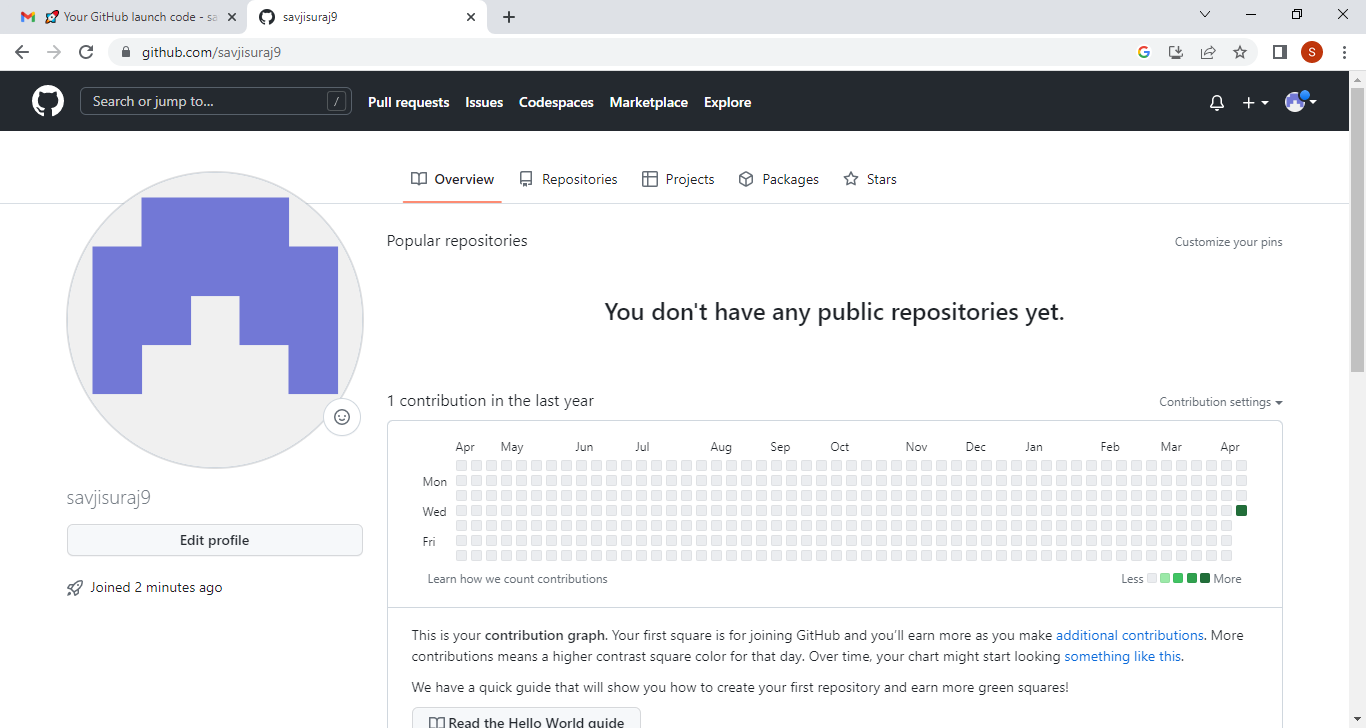 Your GitHub launch code - sa
savjisuraj9
github.com/savjisuraj9
S
Search or jump to...
/
Pull requests Issues Codespaces Marketplace Explore
Overview Repositories Projects Packages Stars
Popular repositories
Customize your pins
You don't have any public repositories yet.
1 contribution in the last year
Contribution settings
Apr May Jun Jul Aug Sep Oct Nov Dec Jan Feb Mar Apr
Mon
Wed
Fri
Learn how we count contributions
Less More
savjisuraj9
Edit profile
Joined 2 minutes ago
This is your contribution graph. Your first square is for joining GitHub and you'll earn more as you make additional contributions. More
contributions means a higher contrast square color for that day. Over time, your chart might start looking something like this.
We have a quick guide that will show you how to create your first repository and earn more green squares!
Read the Hello World guide